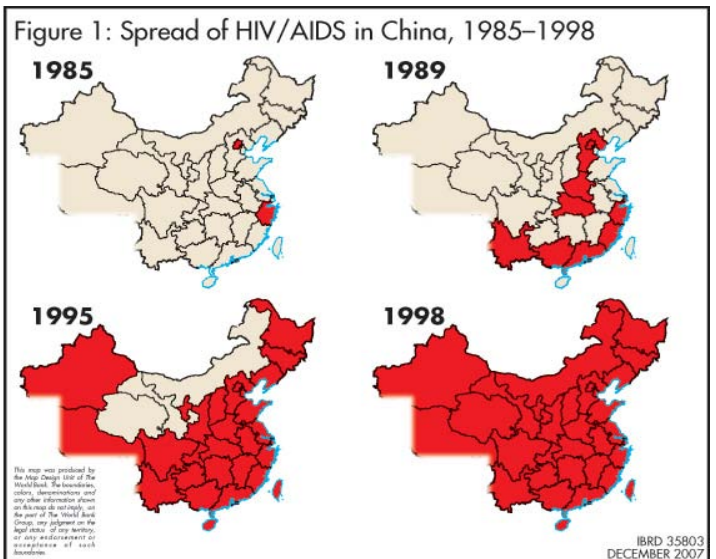 Figure 1: Spread of HIV/AIDS in China, 1985–1998
1985
1989
1995
1998
This map was produced by
the Map Design Unit of The
World Bank. The boundaries,
colors, denominations and
any other information shown
on this map do not imply, on
the part of The World Bank
Group, any judgment on the
legal status of any territory,
or any endorsement or
acceptance of such
boundaries.
IBRD 35803
DECEMBER 2007